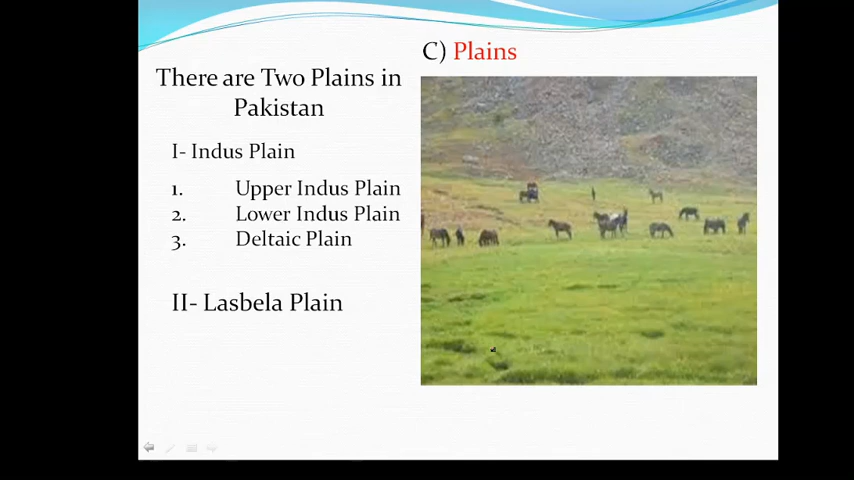 C) Plains
There are Two Plains in
Pakistan
I- Indus Plain
1. Upper Indus Plain
2. Lower Indus Plain
3. Deltaic Plain
II- Lasbela Plain